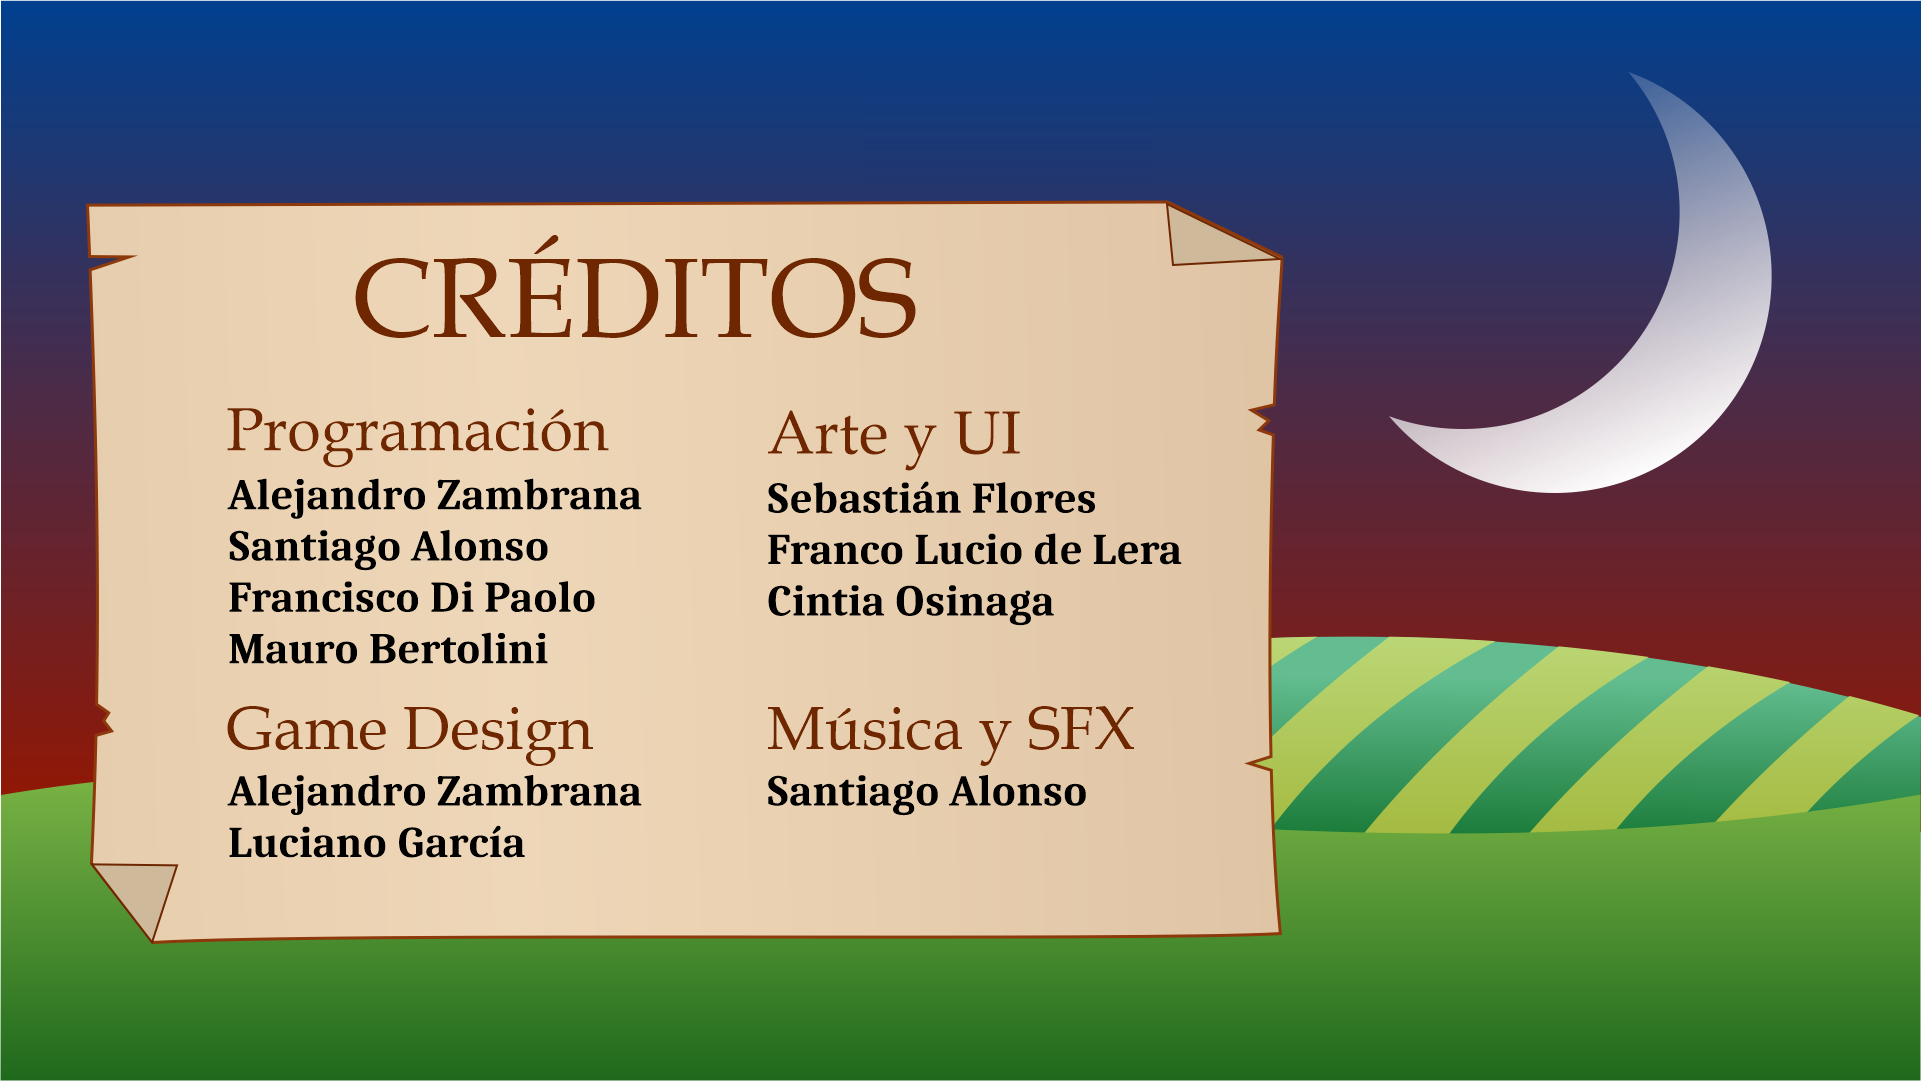 CRÉDITOS
Programación
Alejandro Zambrana
Santiago Alonso
Francisco Di Paolo
Mauro Bertolini
Arte y UI
Sebastián Flores
Franco Lucio de Lera
Cintia Osinaga
Game Design
Alejandro Zambrana
Luciano García
Música y SFX
Santiago Alonso